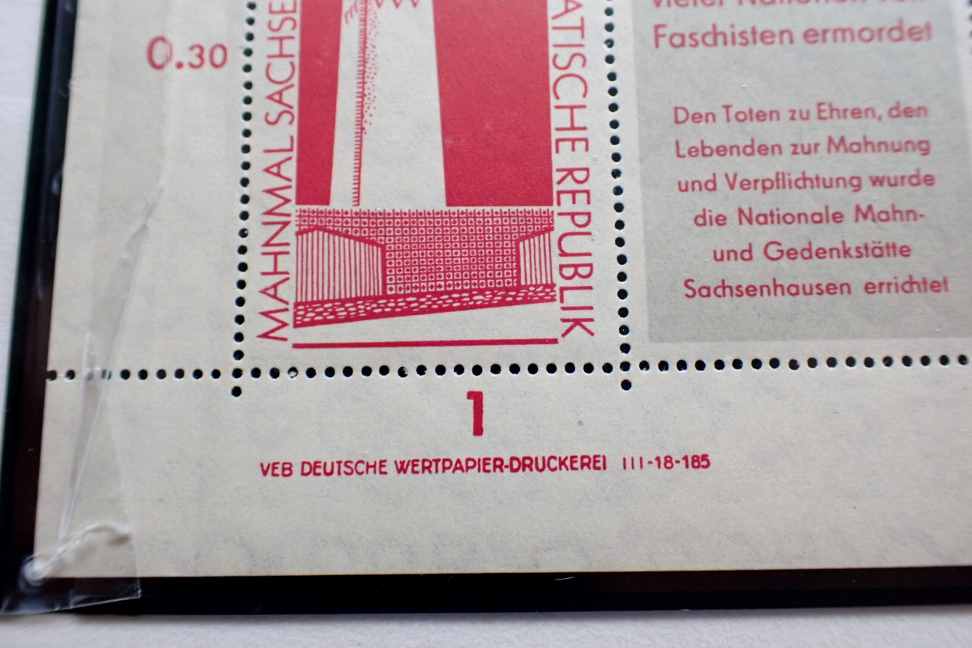 0.30
MAHNMAL SACHSE
ATISCHE REPUBLIK
Faschisten ermordet
Den Toten zu Ehren, den
Lebenden zur Mahnung
und Verpflichtung wurde
die Nationale Mahn-
und Gedenkstätte
Sachsenhausen errichtet
1
VEB DEUTSCHE WERTPAPIER-DRUCKEREI III-18-185